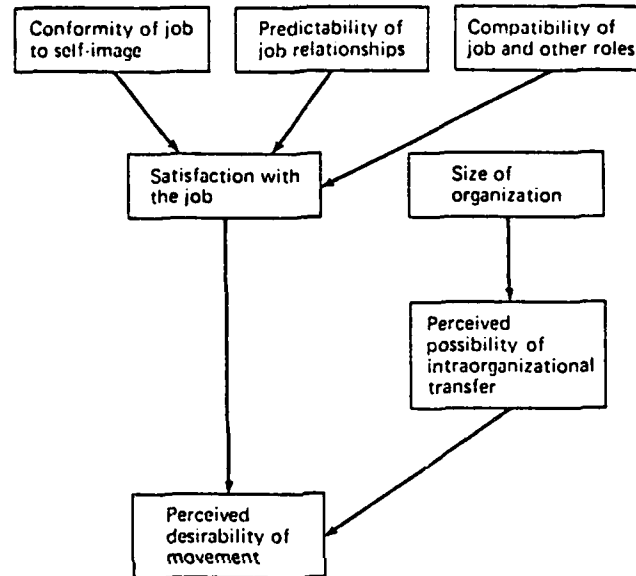 Conformity of job
to self-image
Predictability of
job relationships
Compatibility of
job and other roles
Satisfaction with
the job
Size of
organization
Perceived
possibility of
intraorganizational
transfer
Perceived
desirability of
movement